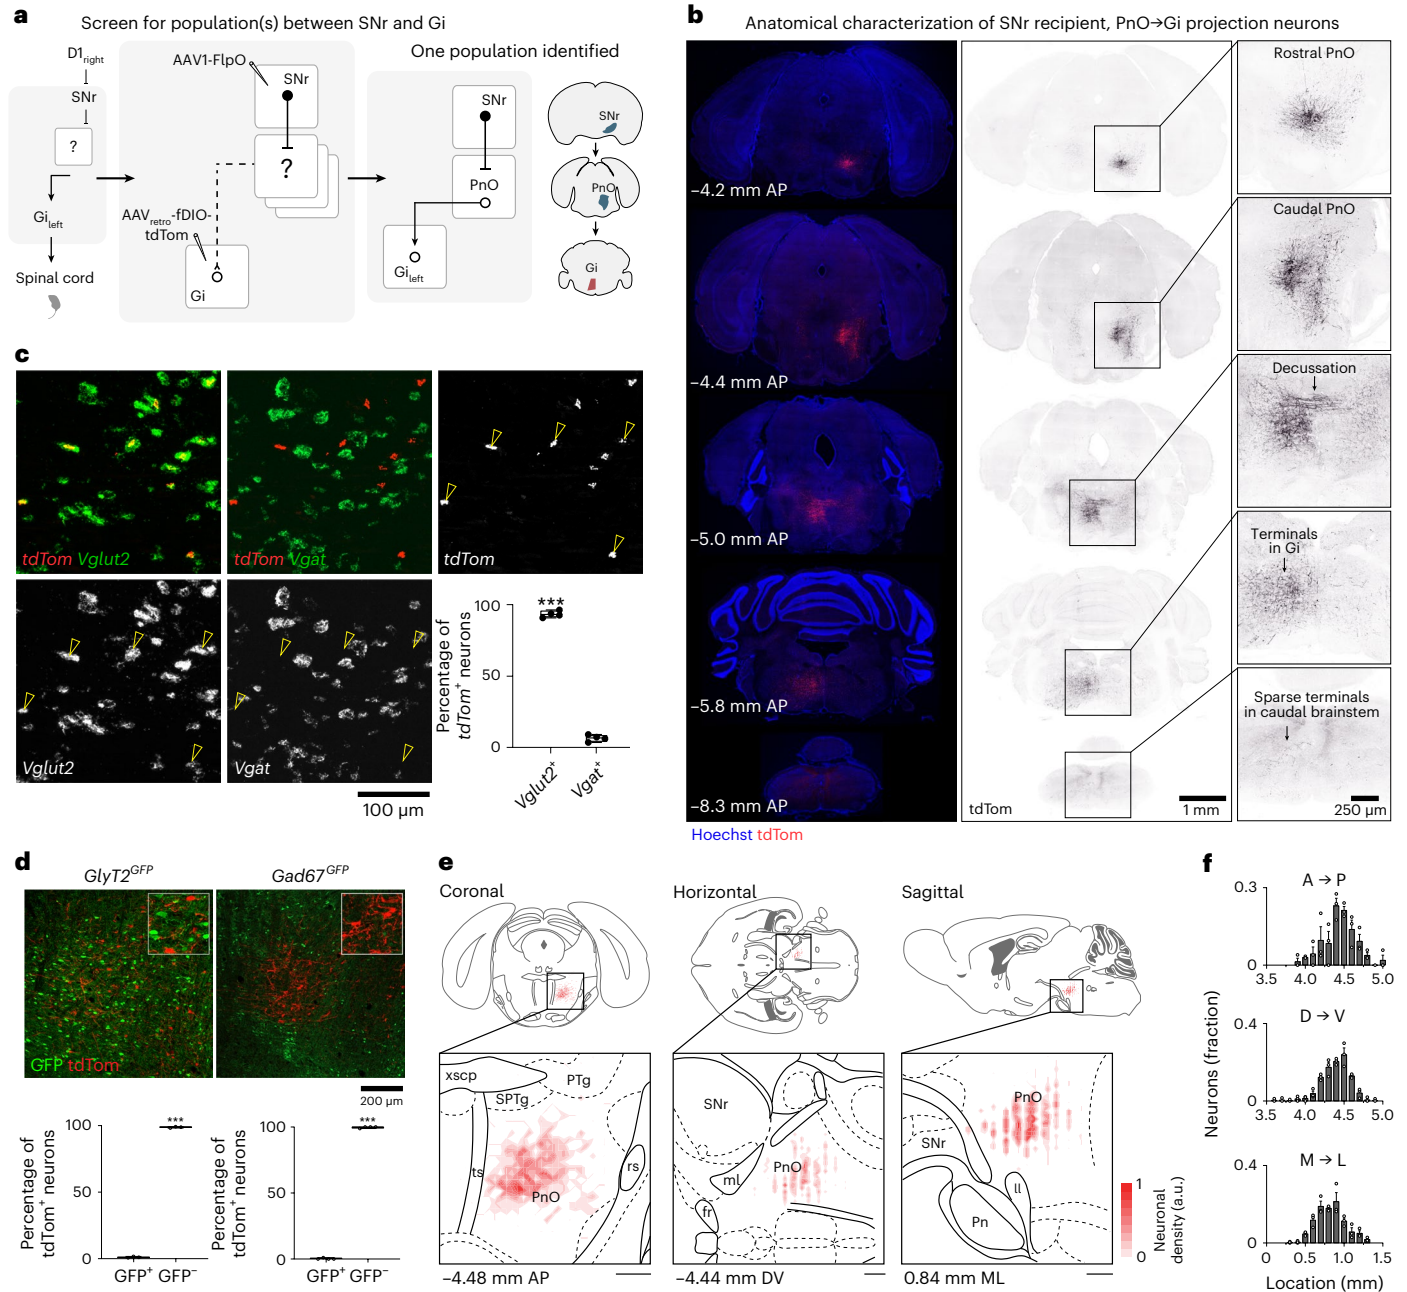 a
Screen for population(s) between SNr and Gi
One population identified
D1right
SNr
?
Gileft
Spinal cord
AAV1-FlpO
SNr
?
AAVretro-fDIO-
tdTom
Gi
SNr
PnO
Gileft
SNr
PnO
Gi
b
Anatomical characterization of SNr recipient, PnO→Gi projection neurons
–4.2 mm AP
–4.4 mm AP
–5.0 mm AP
–5.8 mm AP
–8.3 mm AP
Hoechst tdTom
tdTom
1 mm
Rostral PnO
Caudal PnO
Decussation
Terminals
in Gi
Sparse terminals
in caudal brainstem
250 µm
c
tdTom Vglut2
tdTom Vgat
tdTom
Vglut2
Vgat
100 µm
Percentage of
tdTom+ neurons
100
50
0
***
Vglut2+
Vgat+
d
GlyT2GFP
Gad67GFP
GFP tdTom
200 µm
Percentage of
tdTom+ neurons
100
50
0
***
GFP+ GFP–
Percentage of
tdTom+ neurons
100
50
0
***
GFP+ GFP–
e
Coronal
Horizontal
Sagittal
xscp
PTg
SPTg
ts
rs
PnO
–4.48 mm AP
SNr
PnO
ml
fr
–4.44 mm DV
PnO
SNr
ll
Pn
0.84 mm ML
1
0
Neuronal
density (a.u.)
f
Neurons (fraction)
A → P
0.3
0
3.5 4.0 4.5 5.0
D → V
0.4
0
3.5 4.0 4.5 5.0
M → L
0.4
0
0 0.5 1.0 1.5
Location (mm)